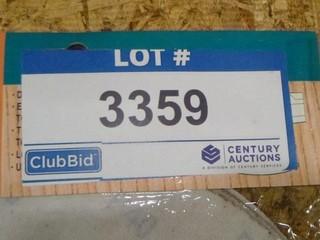 LOT #
3359
ClubBid
CENTURY
AUCTIONS
A DIVISION OF CENTURY SERVICES